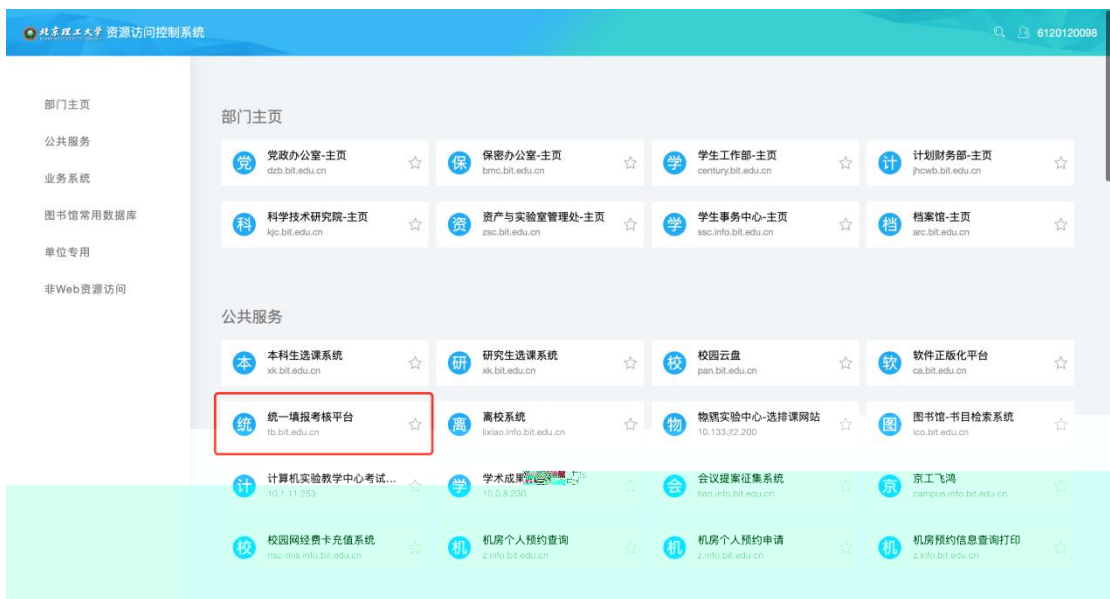 北京理工大学 资源访问控制系统
6120120098
部门主页
公共服务
业务系统
图书馆常用数据库
单位专用
非Web资源访问
部门主页
党 党政办公室-主页
dzb.bit.edu.cn
保 保密办公室-主页
bmc.bit.edu.cn
学 学生工作部-主页
century.bit.edu.cn
计 计划财务部-主页
jhcwb.bit.edu.cn
科 科学技术研究院-主页
kjc.bit.edu.cn
资 资产与实验室管理处-主页
zsc.bit.edu.cn
学 学生事务中心-主页
ssc.info.bit.edu.cn
档 档案馆-主页
arc.bit.edu.cn
公共服务
本 本科生选课系统
xk.bit.edu.cn
研 研究生选课系统
xk.bit.edu.cn
校 校园云盘
pan.bit.edu.cn
软 软件正版化平台
ca.bit.edu.cn
统 统一填报考核平台
tb.bit.edu.cn
离 离校系统
lixiao.info.bit.edu.cn
物 实验中心-选排课网站
图 图书馆-书目检索系统
ico.bit.edu.cn
计 计算机实验教学中心考试...
10.1.11.253
学 学术成果
10.0.8.230
会 会议提案征集系统
tian.info.bit.edu.cn
京 京工飞鸿
campus.info.bit.edu.cn
校 校园网经费卡充值系统
nsc-mis.info.bit.edu.cn
机 机房个人预约查询
z.info.bit.edu.cn
机 机房个人预约申请
z.info.bit.edu.cn
机 机房预约信息查询打印
z.info.bit.edu.cn